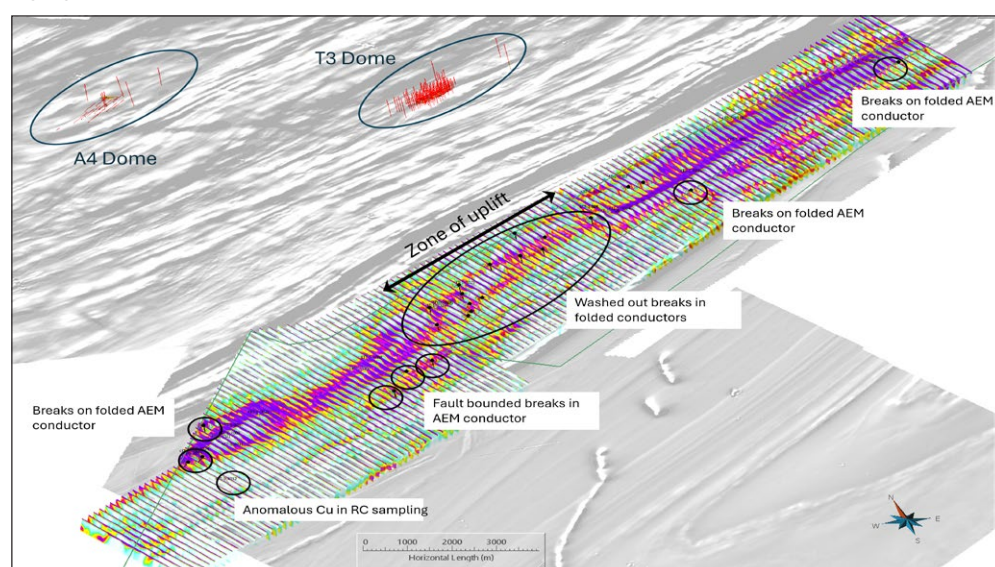 T3 Dome
A4 Dome
Breaks on folded AEM
conductor
Zone of uplift
Breaks on folded AEM
conductor
Washed out breaks in
folded conductors
Breaks on folded AEM
conductor
Fault bounded breaks in
AEM conductor
Anomalous Cu in RC sampling
0 1000 2000 3000
Horizontal Length (m)
N
W E
S